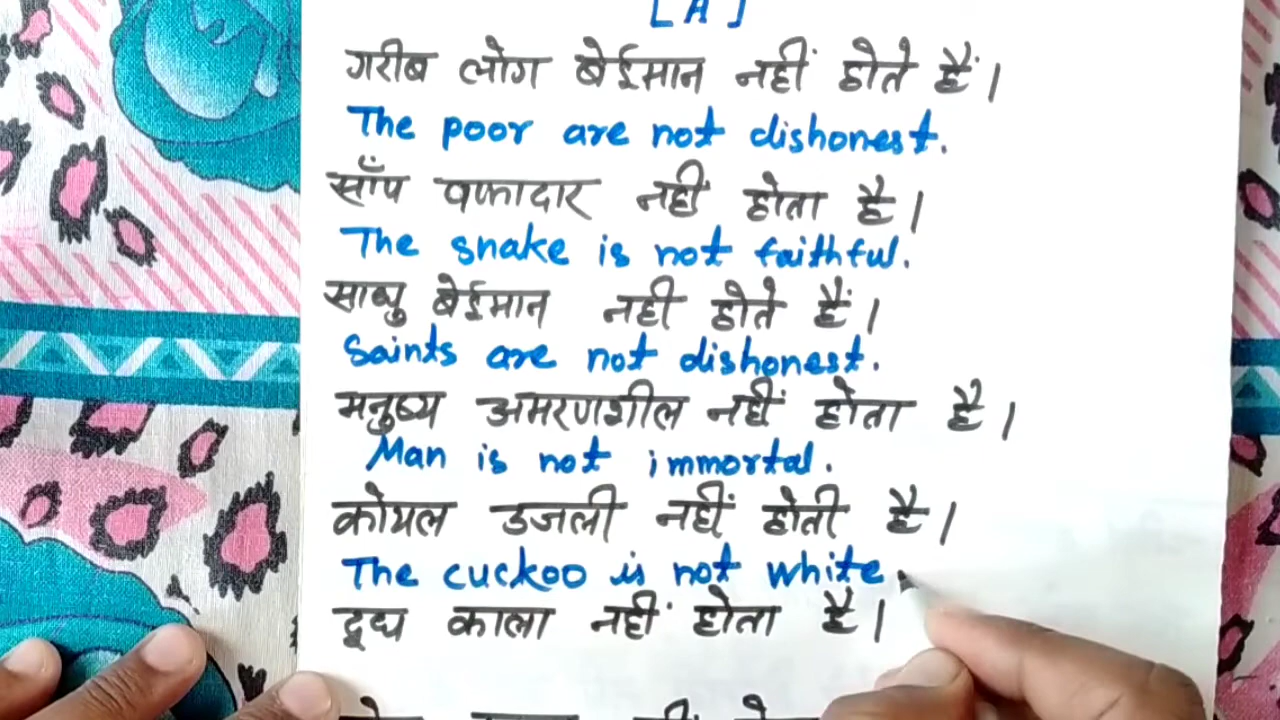 [A]
गरीब लोग बेईमान नहीं होते हैं।
The poor are not dishonest.
साँप वफादार नहीं होता है।
The snake is not faithful.
साधु बेईमान नही होते हैं।
Saints are not dishonest.
मनुष्य अमरणशील नहीं होता है।
Man is not immortal.
कोयल उजली नहीं होती है।
The cuckoo is not white.
दूध काला नहीं होता है।